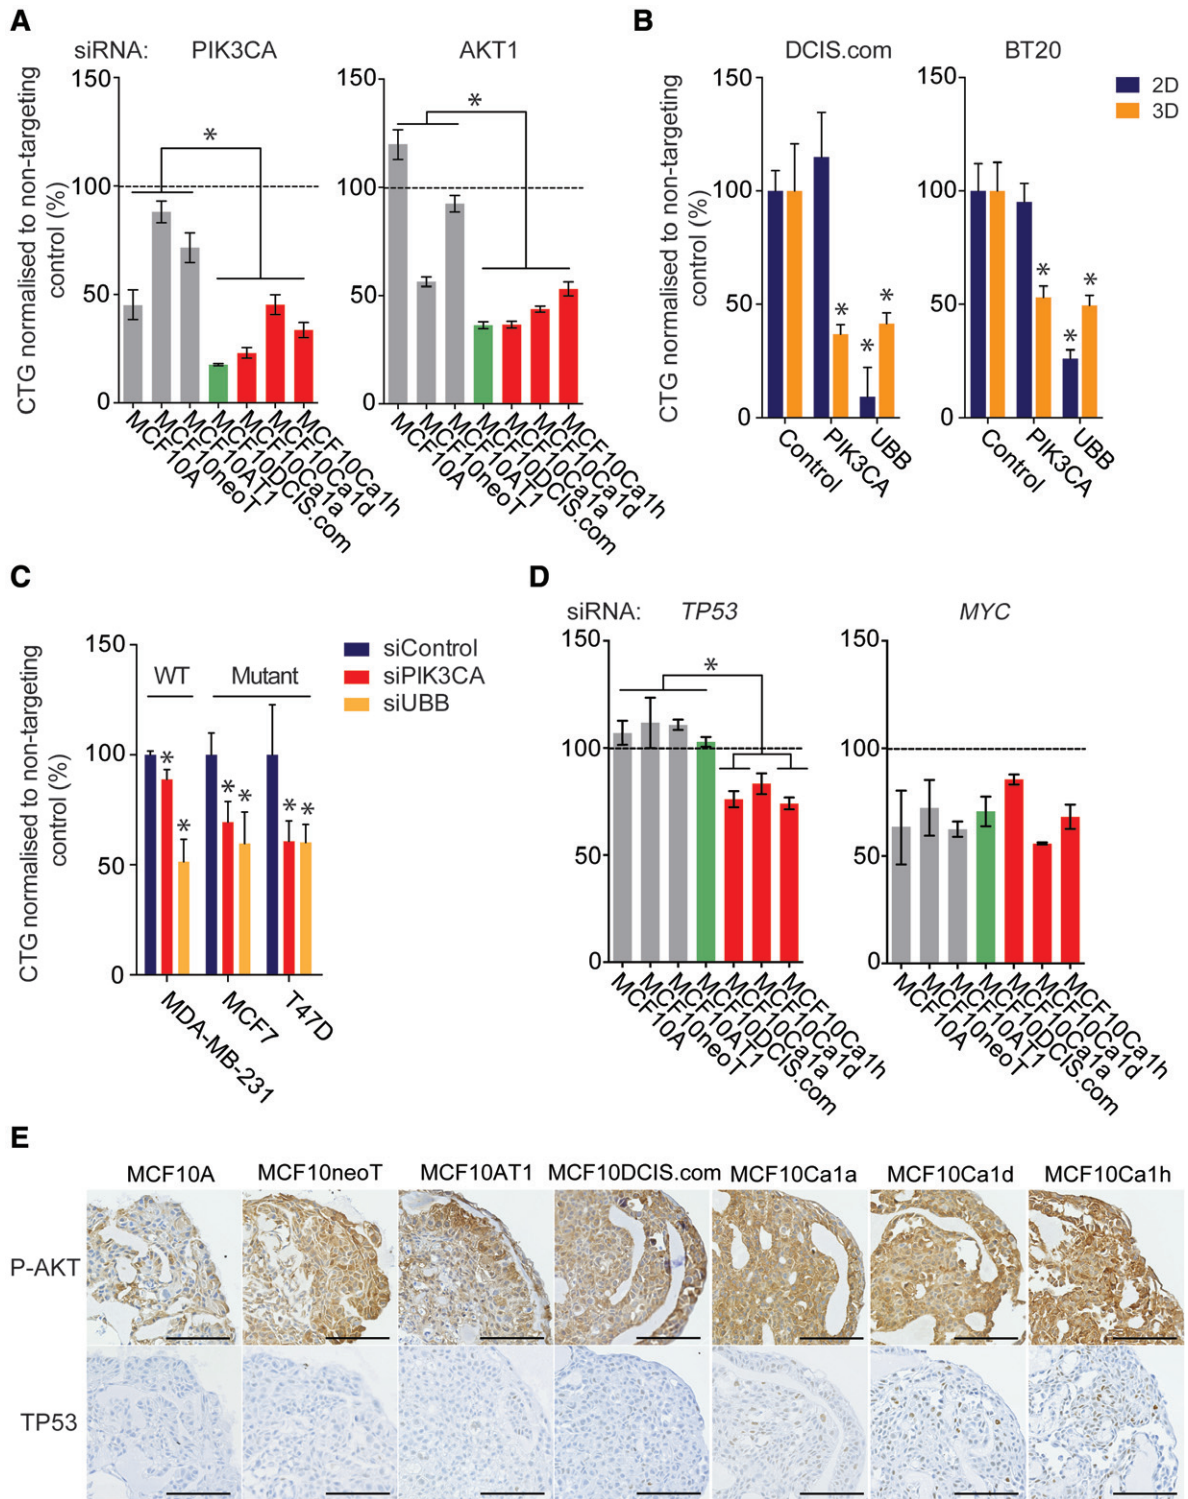 A
siRNA: PIK3CA AKT1
CTG normalised to non-targeting
control (%)
150
100
50
0
*
MCF10A
MCF10neoT
MCF10AT1
MCF10DCIS.com
MCF10Ca1a
MCF10Ca1d
MCF10Ca1h
150
100
50
0
*
MCF10A
MCF10neoT
MCF10AT1
MCF10DCIS.com
MCF10Ca1a
MCF10Ca1d
MCF10Ca1h
B
DCIS.com BT20
2D
3D
CTG normalised to non-targeting
control (%)
150
100
50
0
* * *
Control
PIK3CA
UBB
150
100
50
0
* * *
Control
PIK3CA
UBB
C
CTG normalised to non-targeting
control (%)
150
100
50
0
WT Mutant
siControl
siPIK3CA
siUBB
* * * * * *
MDA-MB-231
MCF7
T47D
D
siRNA: TP53 MYC
150
100
50
0
*
MCF10A
MCF10neoT
MCF10AT1
MCF10DCIS.com
MCF10Ca1a
MCF10Ca1d
MCF10Ca1h
150
100
50
0
MCF10A
MCF10neoT
MCF10AT1
MCF10DCIS.com
MCF10Ca1a
MCF10Ca1d
MCF10Ca1h
E
MCF10A MCF10neoT MCF10AT1 MCF10DCIS.com MCF10Ca1a MCF10Ca1d MCF10Ca1h
P-AKT
TP53